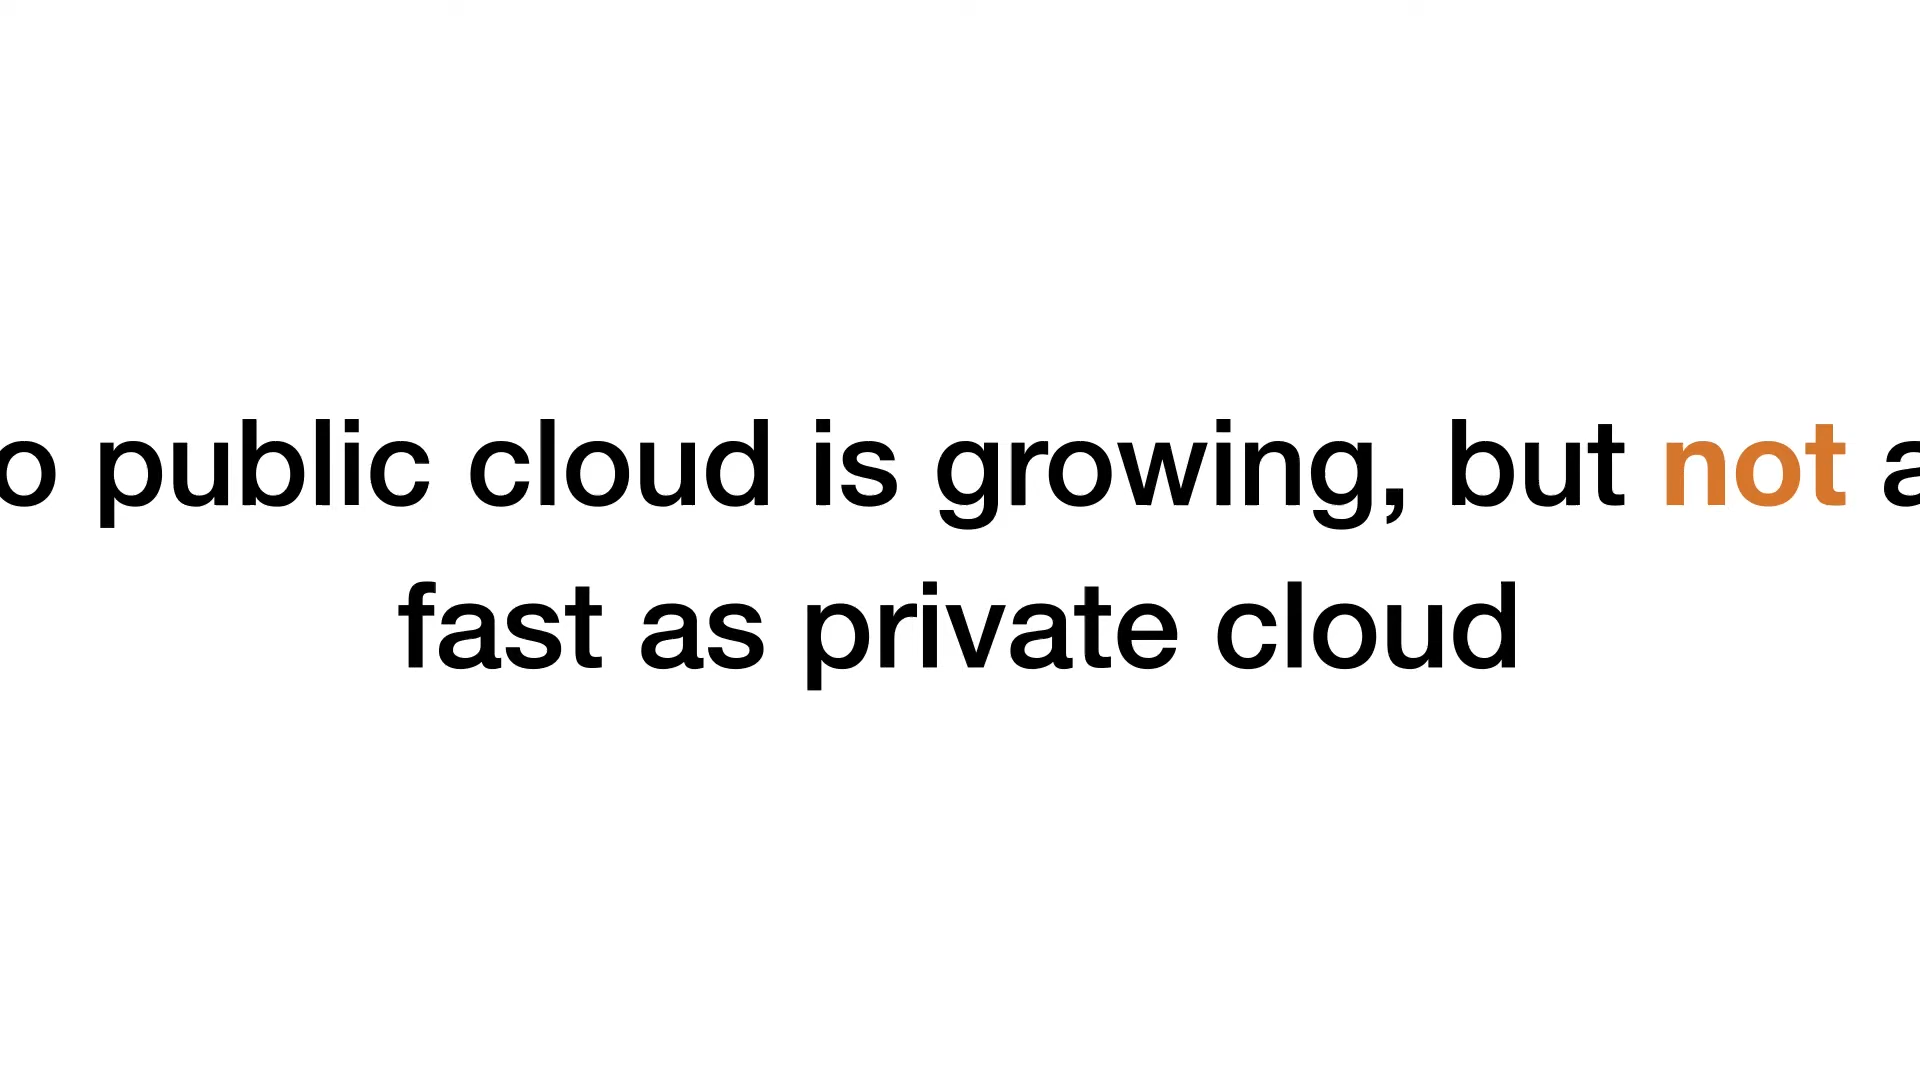 o public cloud is growing, but not a
fast as private cloud